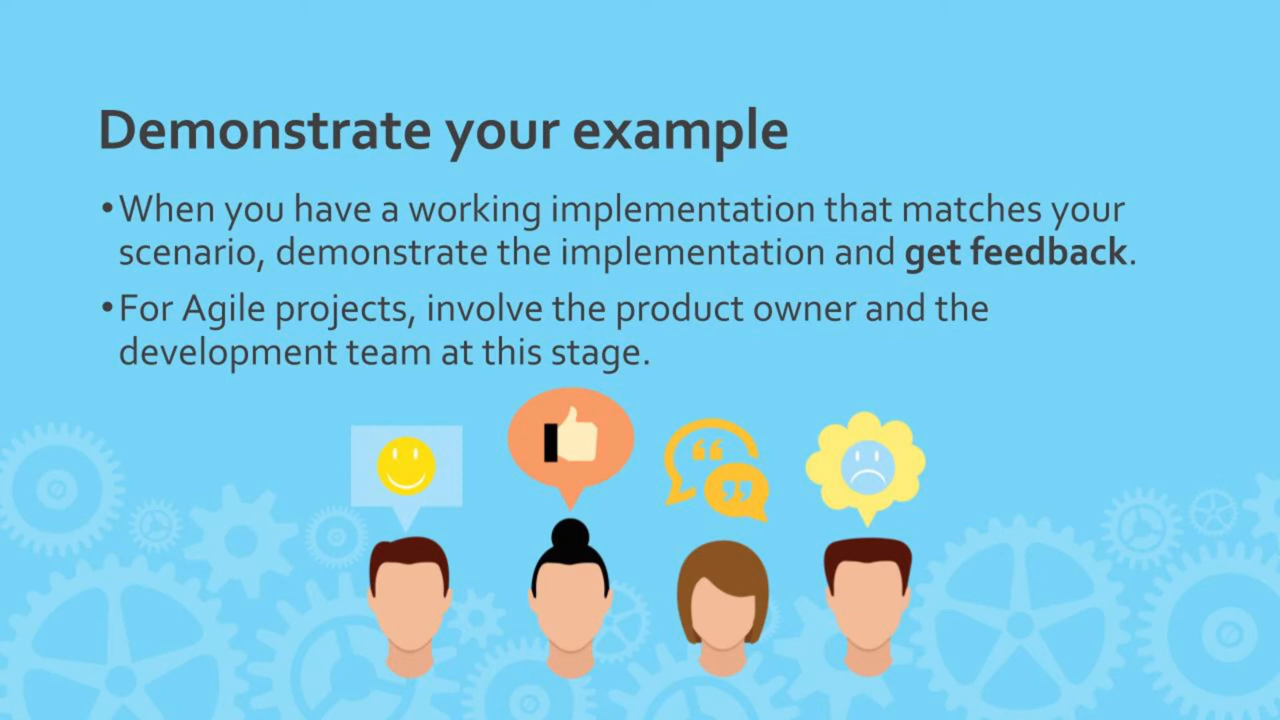 Demonstrate your example
•When you have a working implementation that matches your
scenario, demonstrate the implementation and get feedback.
•For Agile projects, involve the product owner and the
development team at this stage.